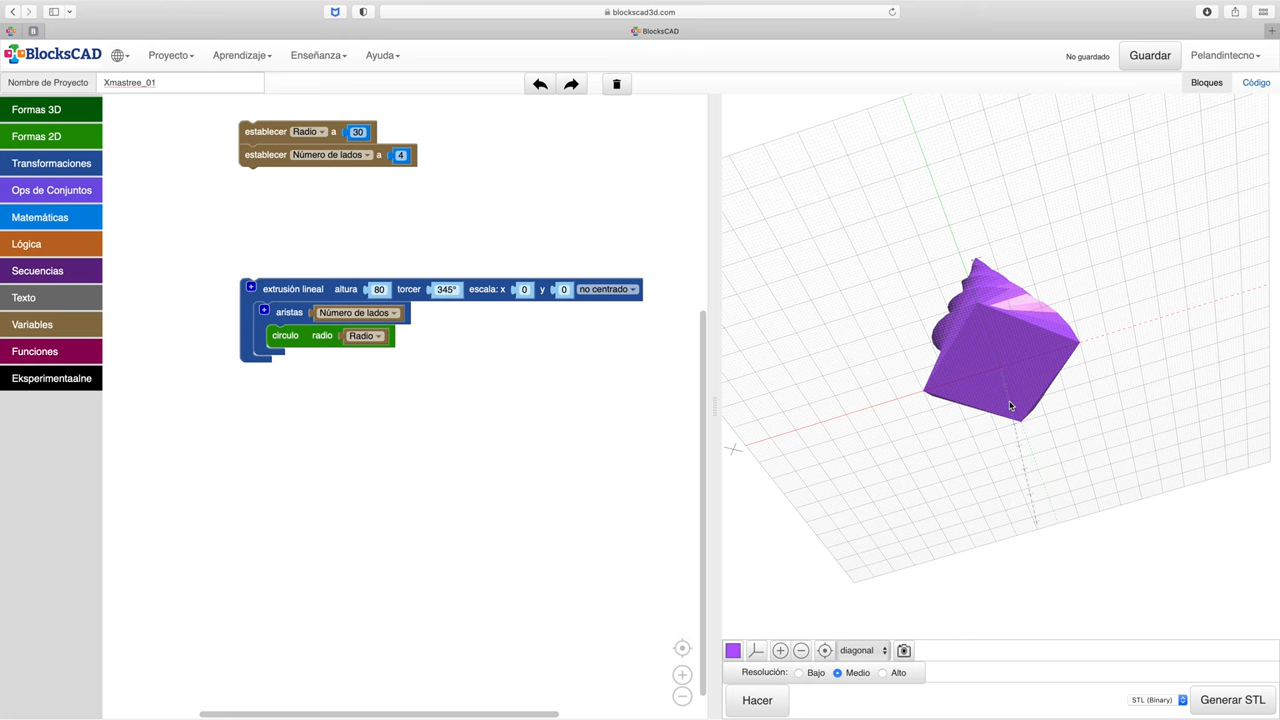 blockscad3d.com
B
BlocksCAD
BlocksCAD
Proyecto
Aprendizaje
Enseñanza
Ayuda
No guardado
Guardar
Pelandintecno
Nombre de Proyecto
Xmastree_01
Bloques
Código
Formas 3D
Formas 2D
Transformaciones
Ops de Conjuntos
Matemáticas
Lógica
Secuencias
Texto
Variables
Funciones
Eksperimentaalne
establecer Radio a 30
establecer Número de lados a 4
extrusión lineal altura 80 torcer 345° escala: x 0 y 0 no centrado
aristas Número de lados
circulo radio Radio
diagonal
Resolución: Bajo Medio Alto
Hacer
STL (Binary)
Generar STL